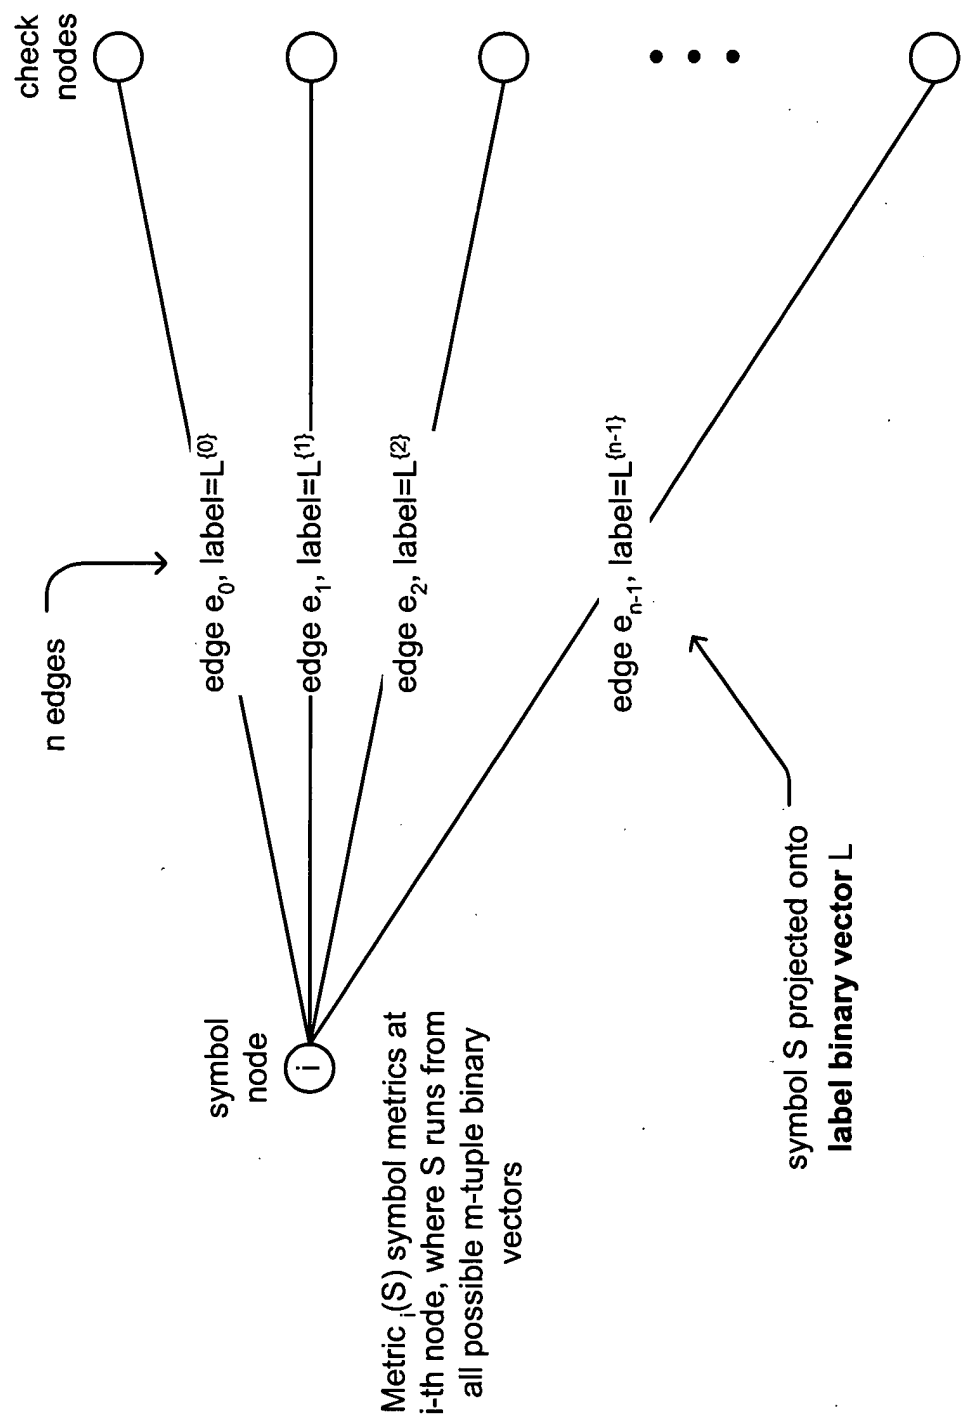 check
nodes
n edges
edge e₀, label=L^{0}
edge e₁, label=L^{1}
edge e₂, label=L^{2}
edge eₙ₋₁, label=L^{n-1}
symbol
node
i
Metric ᵢ(S) symbol metrics at
i-th node, where S runs from
all possible m-tuple binary
vectors
symbol S projected onto
label binary vector L